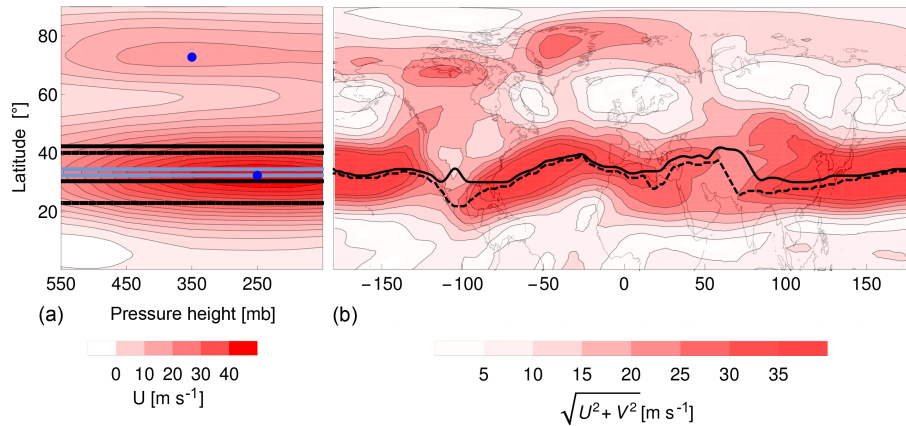 80
60
40
20
Latitude [°]
550 450 350 250
−150 −100 −50 0 50 100 150
(a) Pressure height [mb] (b)
0 10 20 30 40
U [m s⁻¹]
5 10 15 20 25 30 35
√U²+ V² [m s⁻¹]